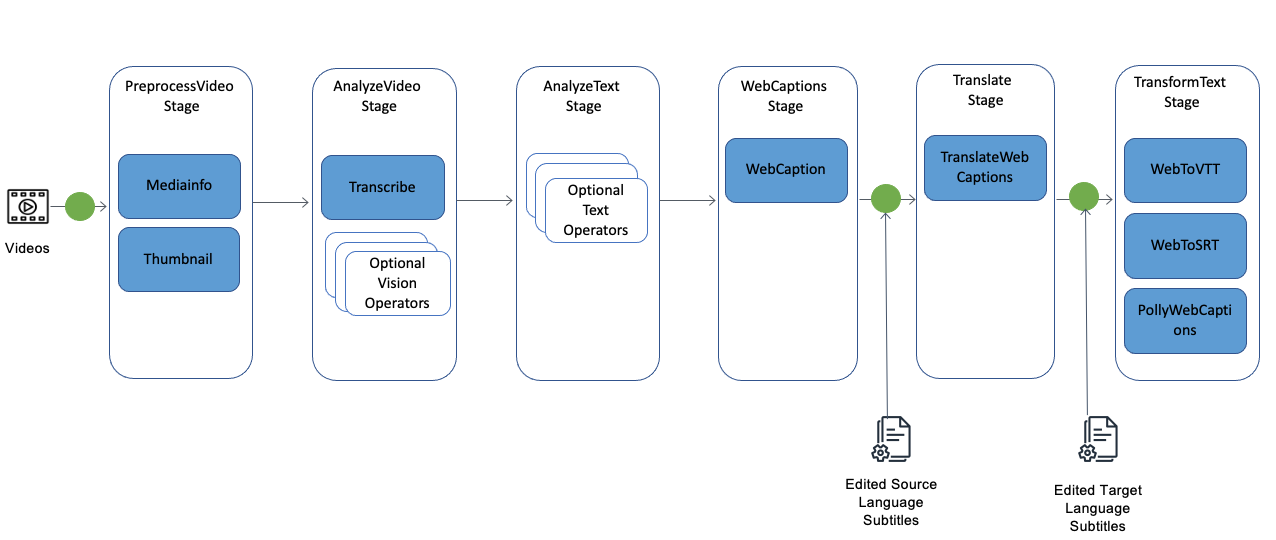 PreprocessVideo
Stage
Mediainfo
Thumbnail
Videos
AnalyzeVideo
Stage
Transcribe
Optional
Vision
Operators
AnalyzeText
Stage
Optional
Text
Operators
WebCaptions
Stage
WebCaption
Translate
Stage
TranslateWeb
Captions
TransformText
Stage
WebToVTT
WebToSRT
PollyWebCapti
ons
Edited Source
Language
Subtitles
Edited Target
Language
Subtitles